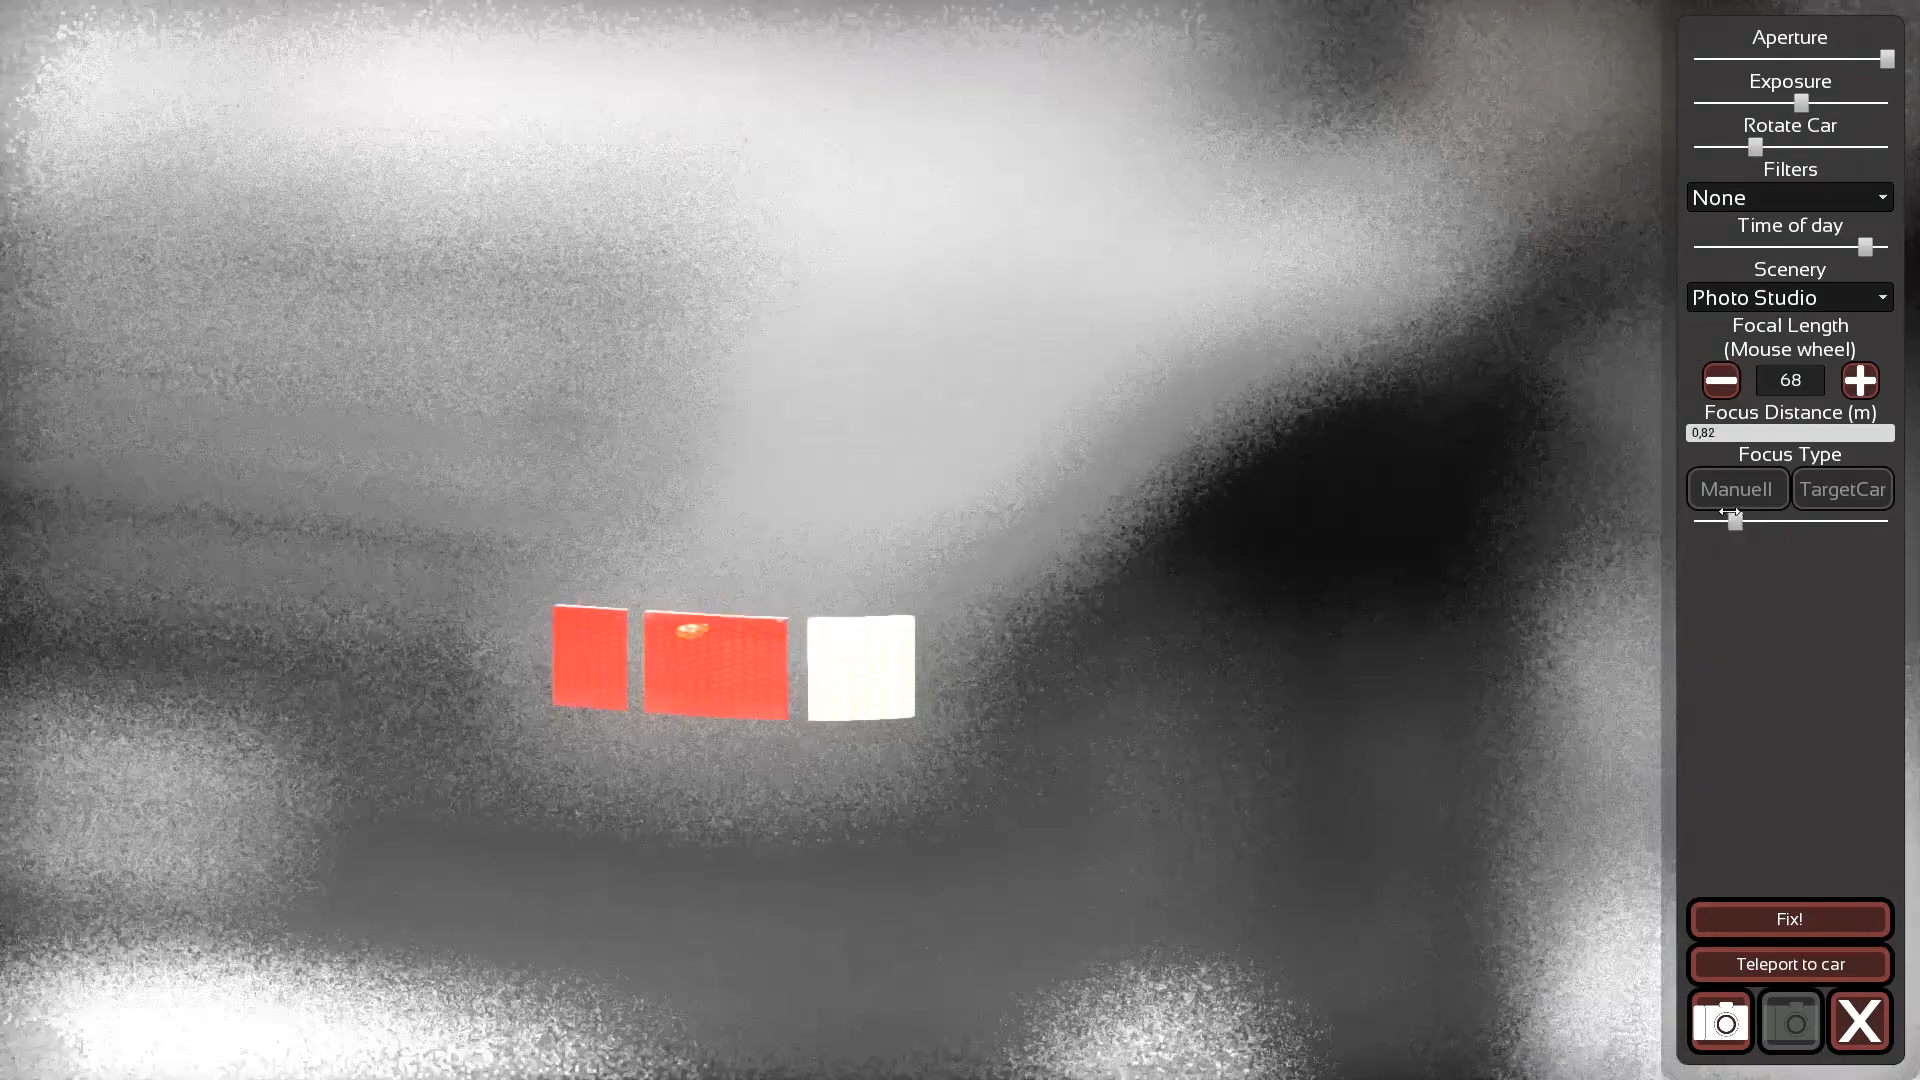 Aperture
Exposure
Rotate Car
Filters
None
Time of day
Scenery
Photo Studio
Focal Length
(Mouse wheel)
68
Focus Distance (m)
0,82
Focus Type
Manuell TargetCar
Fix!
Teleport to car